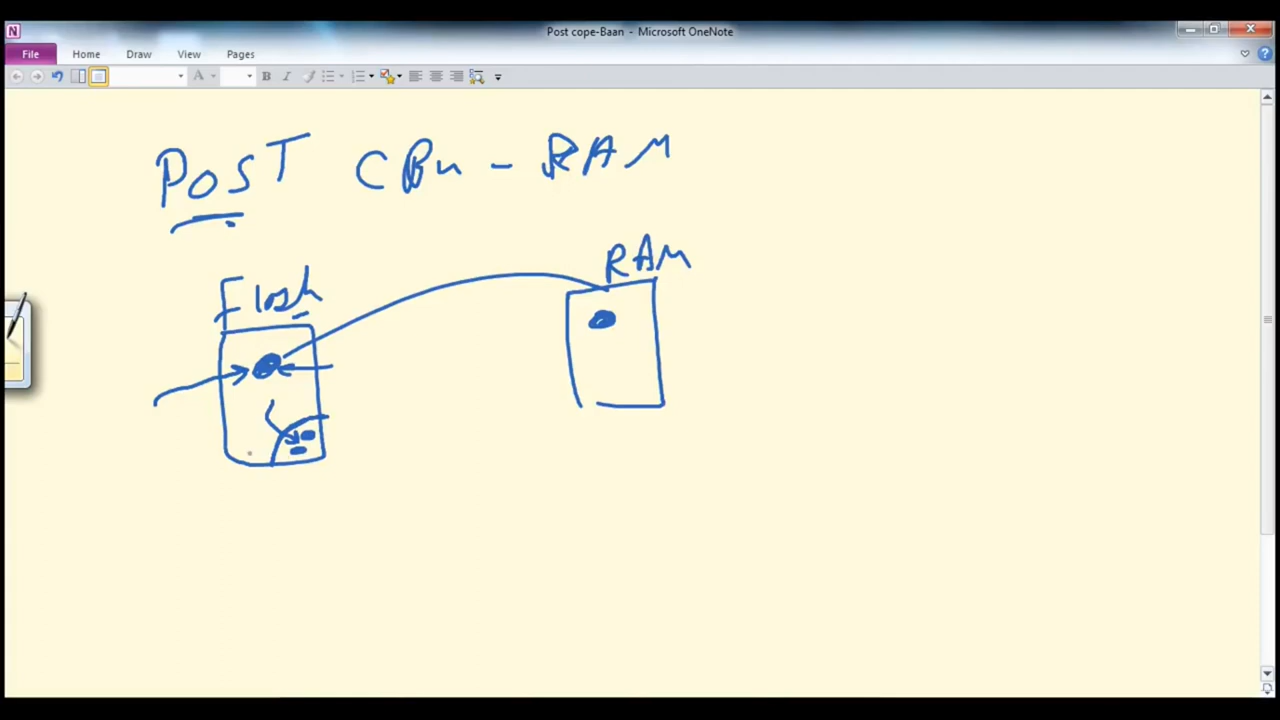 Post cope-Baan - Microsoft OneNote
File Home Draw View Pages
A B I
POST CPu - RAM
RAM
Flash